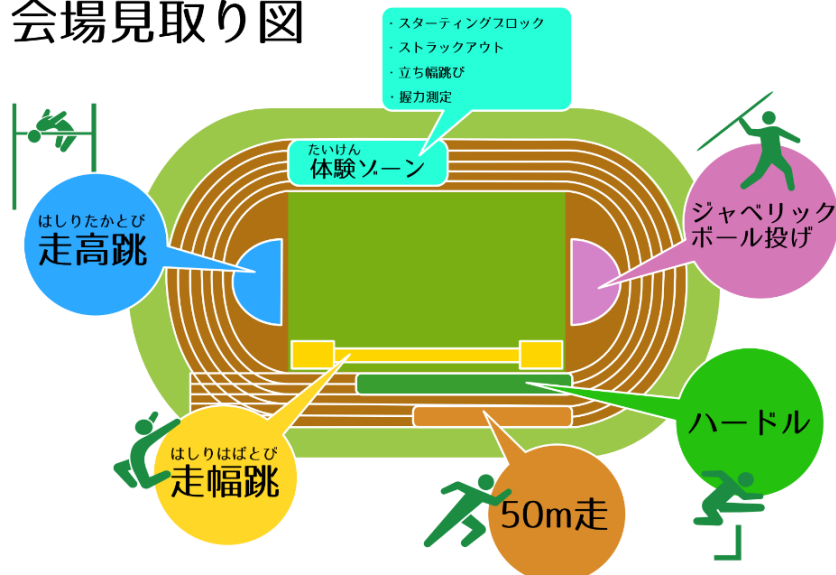 会場見取り図
・スターティングブロック
・ストラックアウト
・立ち幅跳び
・握力測定
たいけん
体験ゾーン
はしりたかとび
走高跳
ジャベリック
ボール投げ
ハードル
はしりはばとび
走幅跳
50m走